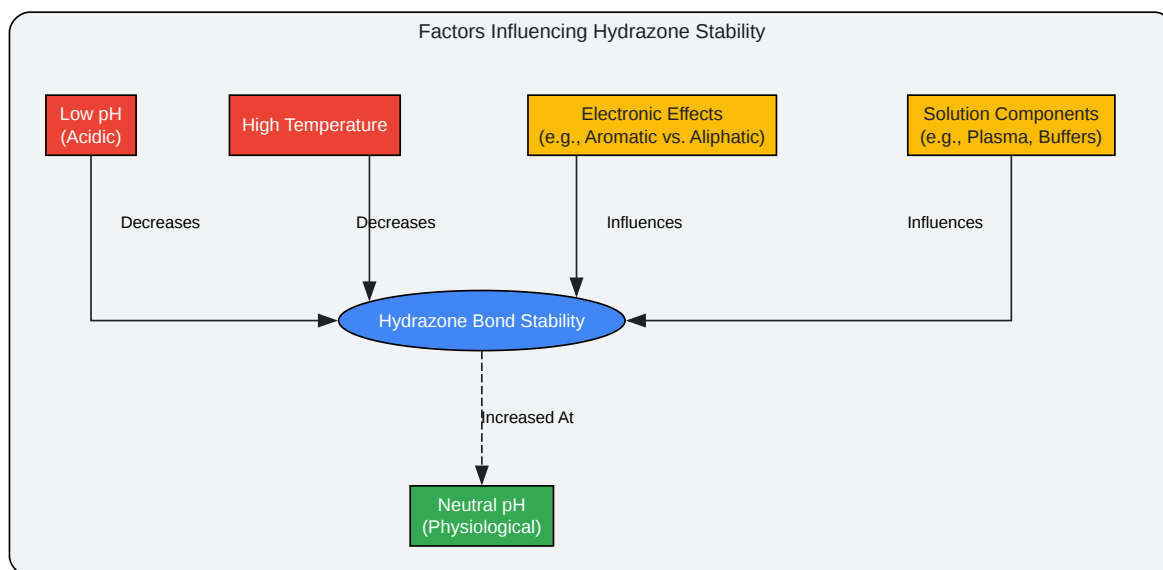 Factors Influencing Hydrazone Stability
Low pH
(Acidic)
High Temperature
Electronic Effects
(e.g., Aromatic vs. Aliphatic)
Solution Components
(e.g., Plasma, Buffers)
Decreases
Decreases
Influences
Influences
Hydrazone Bond Stability
Increased At
Neutral pH
(Physiological)